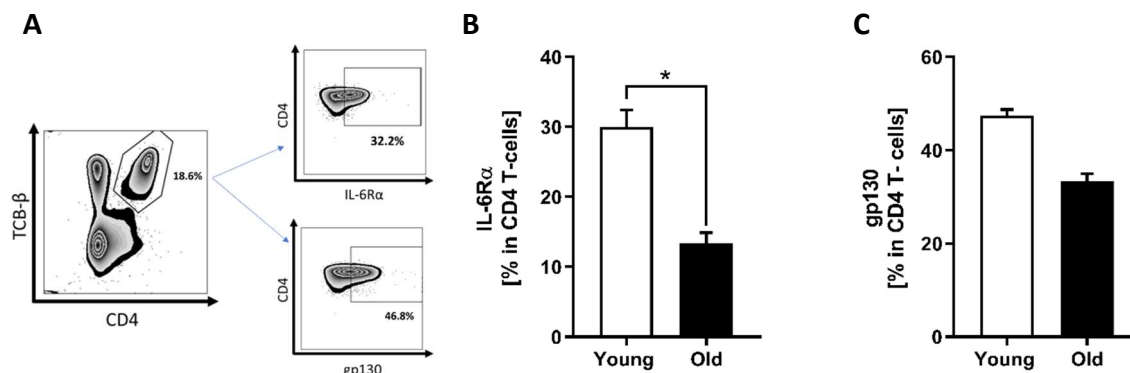 A
TCB-β
CD4
18.6%
CD4
32.2%
IL-6Rα
CD4
46.8%
gp130
B
IL-6Rα
[% in CD4 T-cells]
40
30
20
10
0
*
Young Old
C
gp130
[% in CD4 T- cells]
60
40
20
0
Young Old